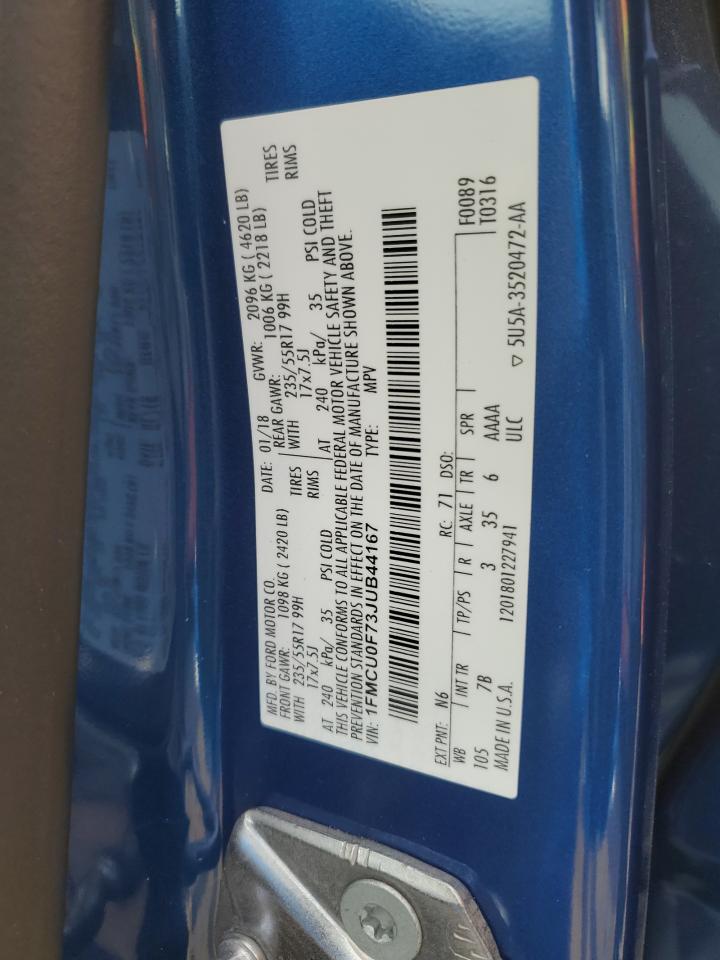 MFD. BY FORD MOTOR CO.
DATE: 01/18 GVWR: 2096 KG ( 4620 LB)
FRONT GAWR: 1098 KG ( 2420 LB) REAR GAWR: 1006 KG ( 2218 LB)
WITH 235/55R17 99H TIRES WITH 235/55R17 99H TIRES
17x7.5J RIMS 17x7.5J RIMS
AT 240 kPa/ 35 PSI COLD AT 240 kPa/ 35 PSI COLD
THIS VEHICLE CONFORMS TO ALL APPLICABLE FEDERAL MOTOR VEHICLE SAFETY AND THEFT
PREVENTION STANDARDS IN EFFECT ON THE DATE OF MANUFACTURE SHOWN ABOVE.
VIN: 1FMCU0F73JUB44167 TYPE: MPV
EXT PNT: N6 RC: 71 DSO: F0089
WB INT TR TP/PS R AXLE TR SPR T0316
105 7B 3 35 6 AAAA
MADE IN U.S.A. 1201801227941 ULC
▽ 5U5A-3520472-AA